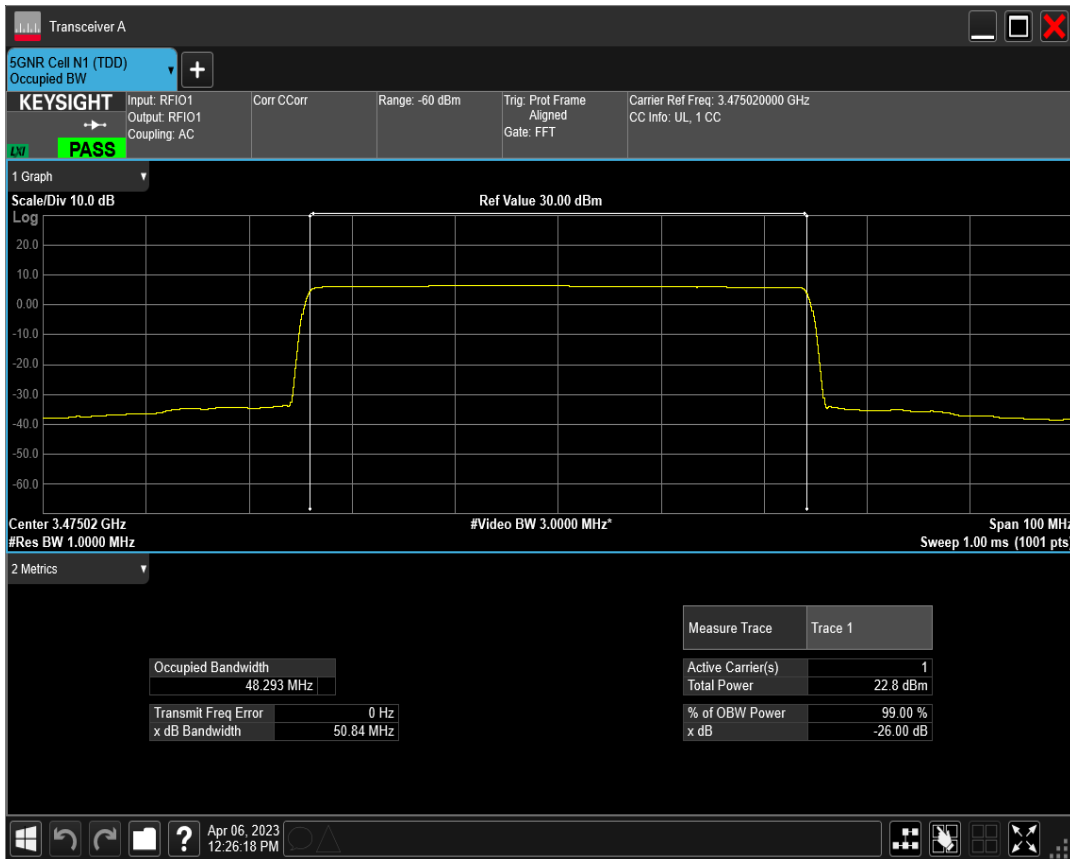 Transceiver A
5GNR Cell N1 (TDD)
Occupied BW
KEYSIGHT
LXI
PASS
Input: RFIO1
Output: RFIO1
Coupling: AC
Corr CCorr
Range: -60 dBm
Trig: Prot Frame
Aligned
Gate: FFT
Carrier Ref Freq: 3.475020000 GHz
CC Info: UL, 1 CC
1 Graph
Scale/Div 10.0 dB
Ref Value 30.00 dBm
Log
20.0
10.0
0.00
-10.0
-20.0
-30.0
-40.0
-50.0
-60.0
Center 3.47502 GHz
#Video BW 3.0000 MHz*
Span 100 MHz
#Res BW 1.0000 MHz
Sweep 1.00 ms (1001 pts)
2 Metrics
Measure Trace Trace 1
Occupied Bandwidth
48.293 MHz
Active Carrier(s) 1
Total Power 22.8 dBm
Transmit Freq Error 0 Hz
x dB Bandwidth 50.84 MHz
% of OBW Power 99.00 %
x dB -26.00 dB
?
Apr 06, 2023
12:26:18 PM